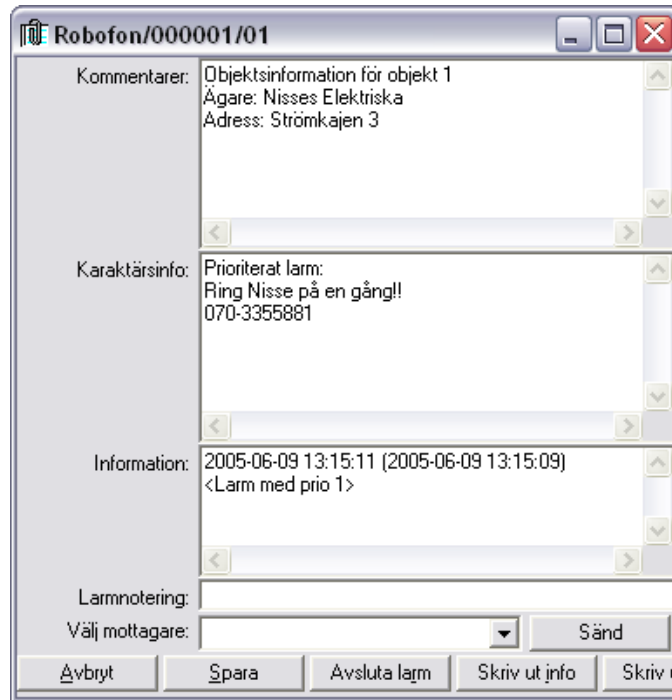 Robofon/000001/01
Kommentarer:
Objektsinformation för objekt 1
Ägare: Nisses Elektriska
Adress: Strömkajen 3
Karaktärsinfo:
Prioriterat larm:
Ring Nisse på en gång!!
070-3355881
Information:
2005-06-09 13:15:11 (2005-06-09 13:15:09)
<Larm med prio 1>
Larmnotering:
Välj mottagare:
Sänd
Avbryt
Spara
Avsluta larm
Skriv ut info
Skriv